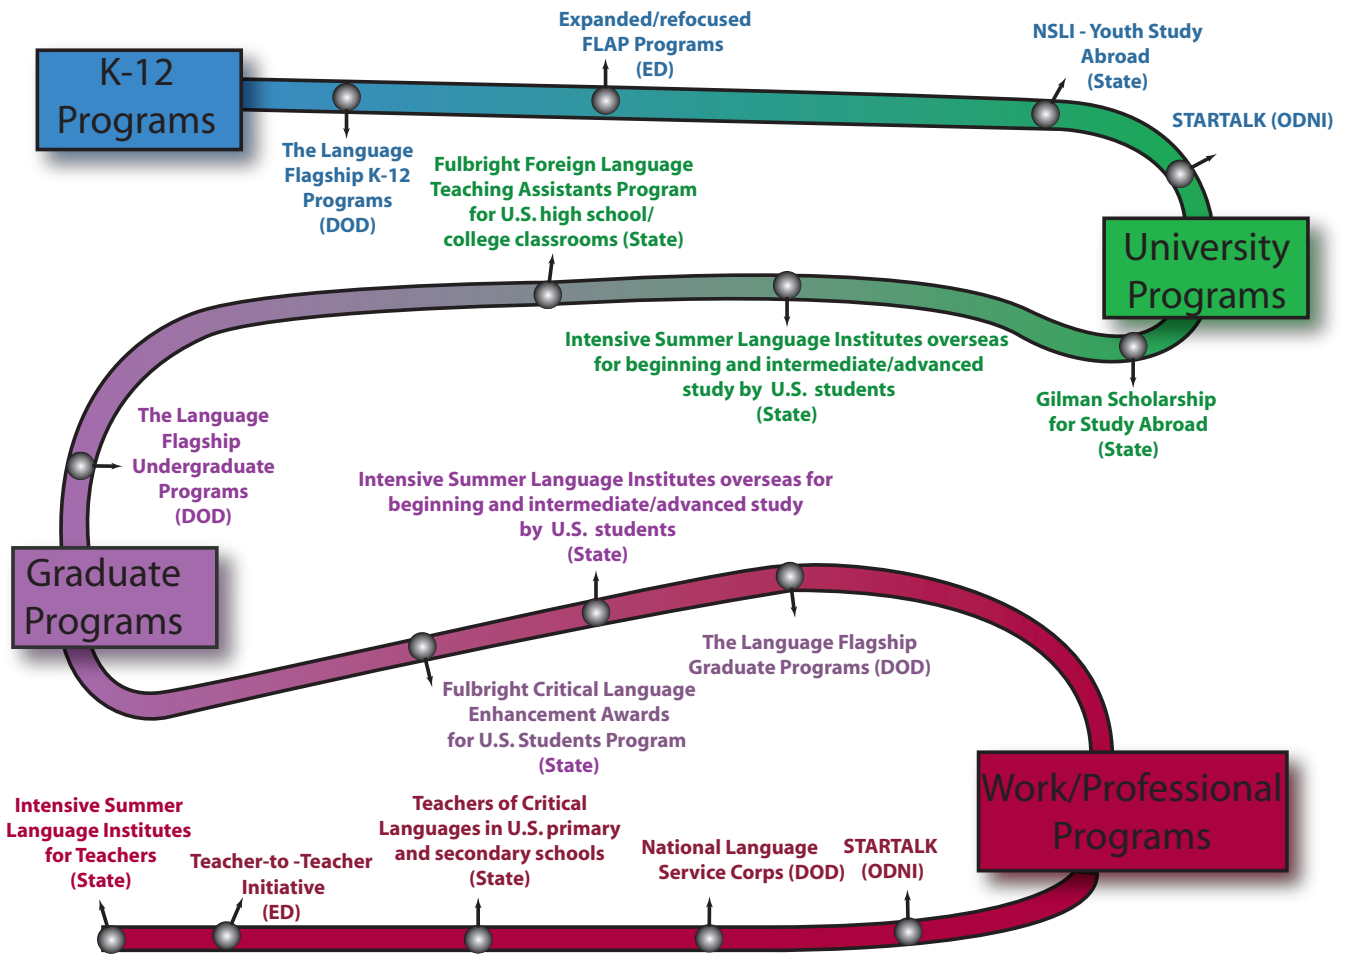 K-12
Programs
Expanded/refocused
FLAP Programs
(ED)
NSLI - Youth Study
Abroad
(State)
STARTALK (ODNI)
The Language
Flagship K-12
Programs
(DOD)
Fulbright Foreign Language
Teaching Assistants Program
for U.S. high school/
college classrooms (State)
University
Programs
Intensive Summer Language Institutes overseas
for beginning and intermediate/advanced
study by U.S. students
(State)
Gilman Scholarship
for Study Abroad
(State)
The Language
Flagship
Undergraduate
Programs
(DOD)
Intensive Summer Language Institutes overseas for
beginning and intermediate/advanced study
by U.S. students
(State)
Graduate
Programs
The Language Flagship
Graduate Programs (DOD)
Fulbright Critical Language
Enhancement Awards
for U.S. Students Program
(State)
Work/Professional
Programs
Intensive Summer
Language Institutes
for Teachers
(State)
Teacher-to -Teacher
Initiative
(ED)
Teachers of Critical
Languages in U.S. primary
and secondary schools
(State)
National Language
Service Corps (DOD)
STARTALK
(ODNI)